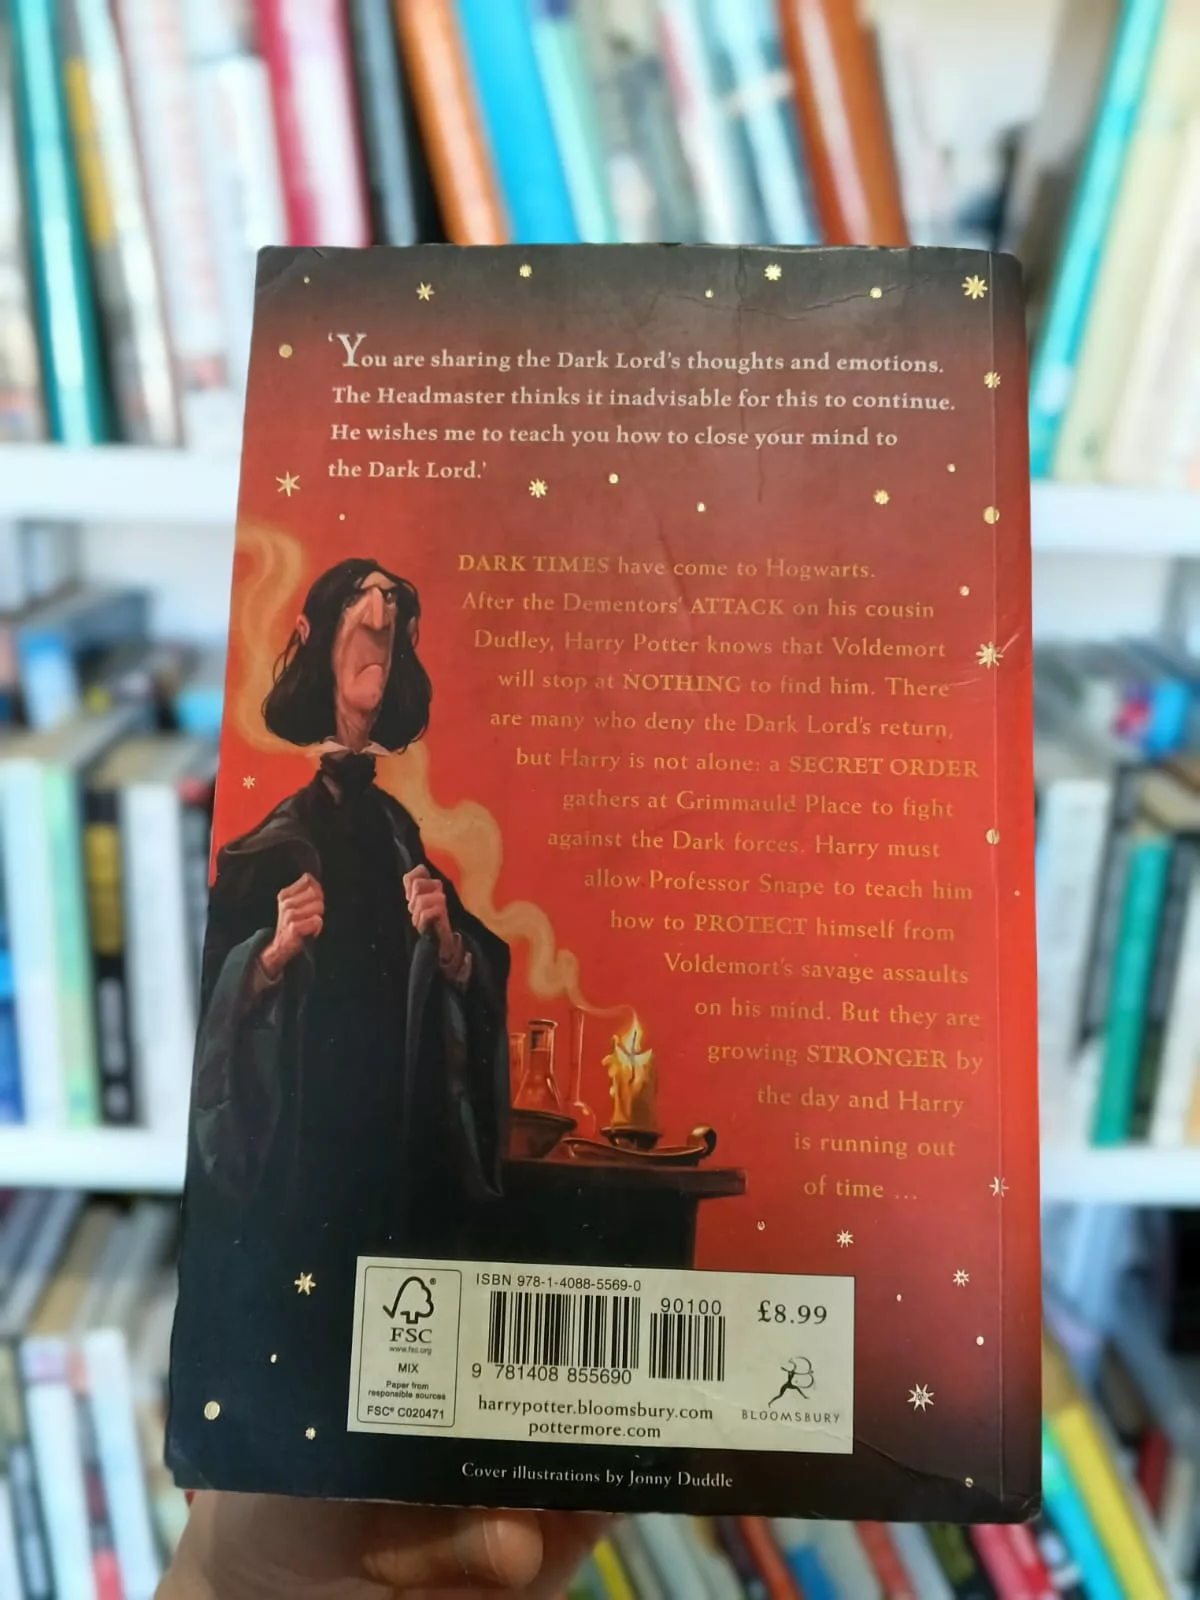 ‘You are sharing the Dark Lord's thoughts and emotions.
The Headmaster thinks it inadvisable for this to continue.
He wishes me to teach you how to close your mind to
the Dark Lord.’
DARK TIMES have come to Hogwarts.
After the Dementors' ATTACK on his cousin
Dudley, Harry Potter knows that Voldemort
will stop at NOTHING to find him. There
are many who deny the Dark Lord's return,
but Harry is not alone: a SECRET ORDER
gathers at Grimmauld Place to fight
against the Dark forces. Harry must
allow Professor Snape to teach him
how to PROTECT himself from
Voldemort's savage assaults
on his mind. But they are
growing STRONGER by
the day and Harry
is running out
of time ...
FSC®
www.fsc.org
MIX
Paper from
responsible sources
FSC® C020471
ISBN 978-1-4088-5569-0
90100
9 781408 855690
harrypotter.bloomsbury.com
pottermore.com
£8.99
BLOOMSBURY
Cover illustrations by Jonny Duddle